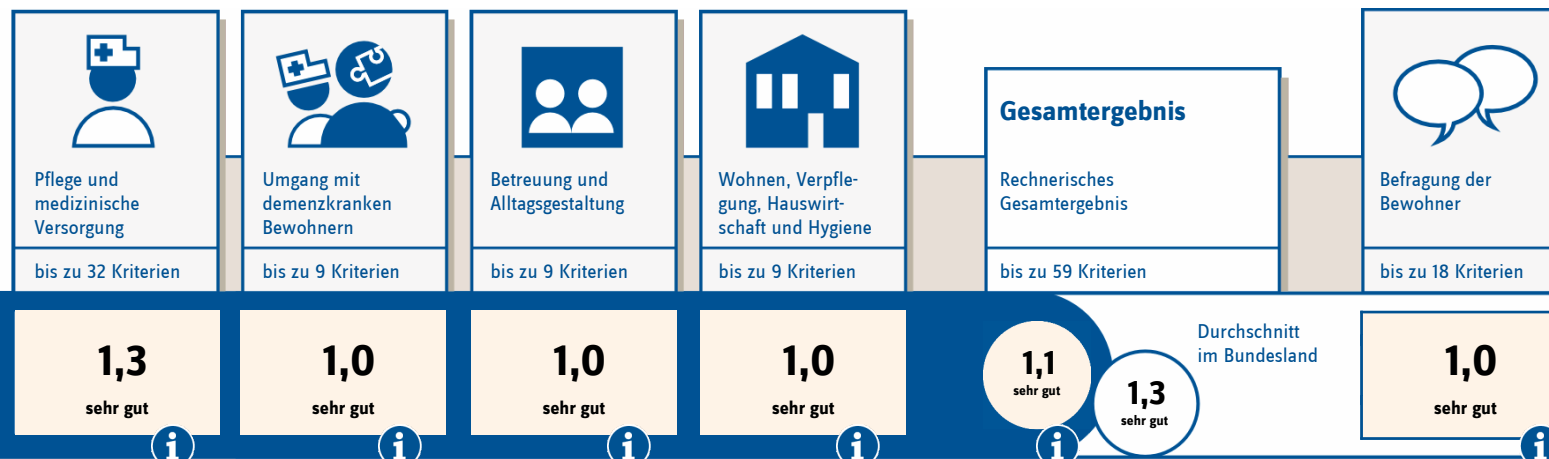 Pflege und
medizinische
Versorgung
bis zu 32 Kriterien
1,3
sehr gut
i
Umgang mit
demenzkranken
Bewohnern
bis zu 9 Kriterien
1,0
sehr gut
i
Betreuung und
Alltagsgestaltung
bis zu 9 Kriterien
1,0
sehr gut
i
Wohnen, Verpfle-
gung, Hauswirt-
schaft und Hygiene
bis zu 9 Kriterien
1,0
sehr gut
i
Gesamtergebnis
Rechnerisches
Gesamtergebnis
bis zu 59 Kriterien
1,1
sehr gut
i
Durchschnitt
im Bundesland
1,3
sehr gut
Befragung der
Bewohner
bis zu 18 Kriterien
1,0
sehr gut
i